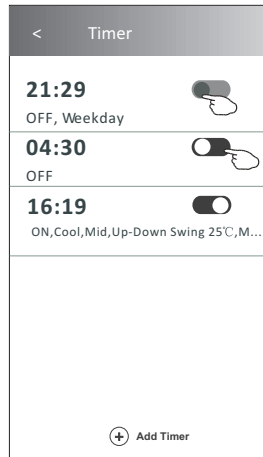 < Timer
21:29
OFF, Weekday
04:30
OFF
16:19
ON,Cool,Mid,Up-Down Swing 25℃,M...
+ Add Timer